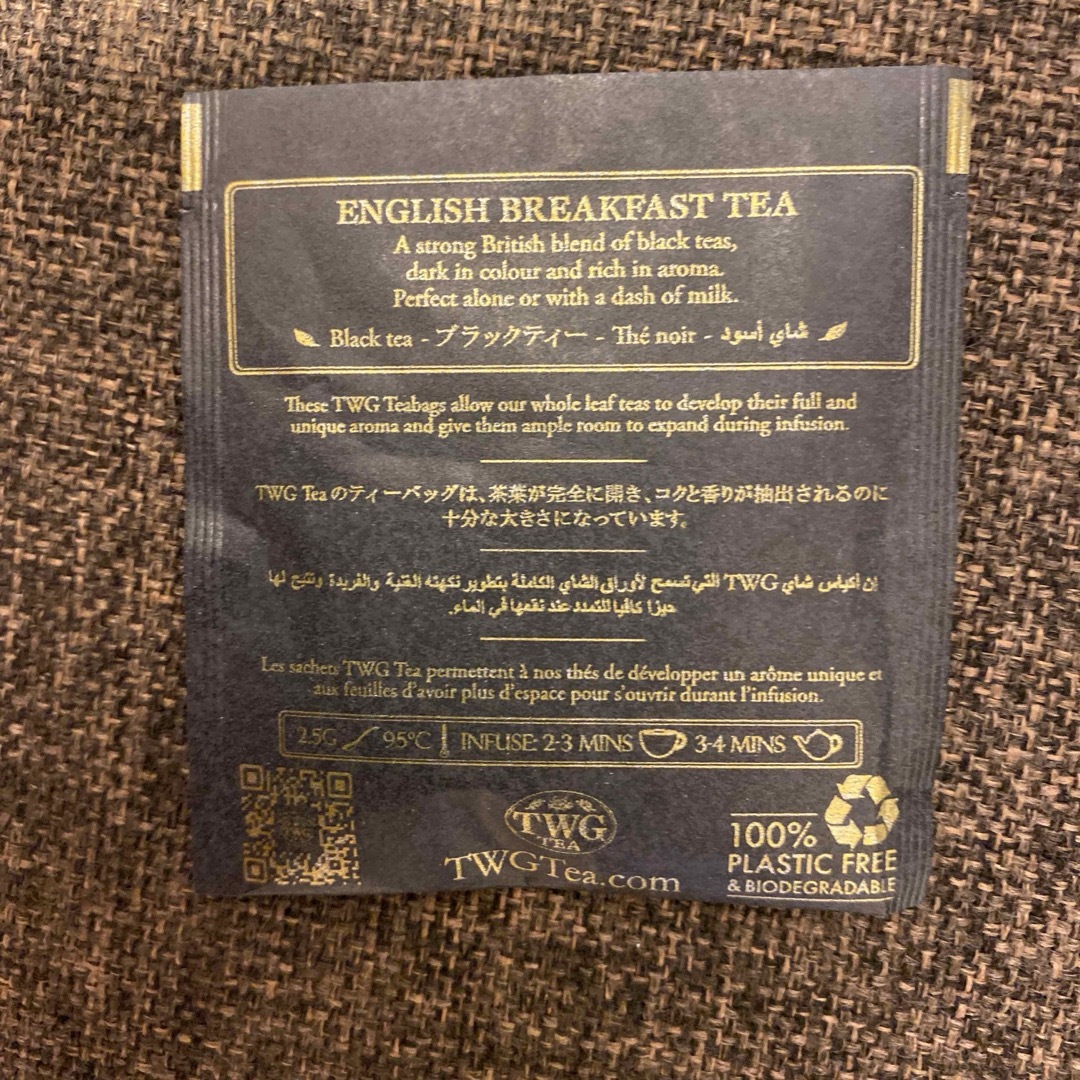 ENGLISH BREAKFAST TEA
A strong British blend of black teas,
dark in colour and rich in aroma.
Perfect alone or with a dash of milk.
Black tea - ブラックティー - Thé noir - شاي أسود
These TWG Teabags allow our whole leaf teas to develop their full and
unique aroma and give them ample room to expand during infusion.
TWG Teaのティーバッグは、茶葉が完全に開き、コクと香りが抽出されるのに
十分な大きさになっています。
إن أكياس شاي TWG التي تسمح لأوراق الشاي الكاملة بتطوير نكهته الغنية والفريدة وتتيح لها
حيزا كافيا للتمدد عند نقعها في الماء.
Les sachets TWG Tea permettent à nos thés de développer un arôme unique et
aux feuilles d'avoir plus d'espace pour s'ouvrir durant l'infusion.
2.5G 95°C INFUSE: 2-3 MINS 3-4 MINS
TWG
TEA
TWGTea.com
100%
PLASTIC FREE
& BIODEGRADABLE